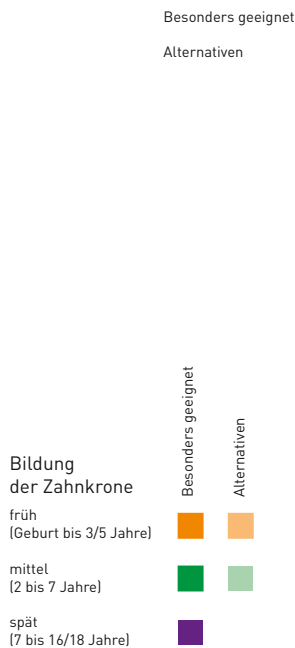 Besonders geeignet
Alternativen
Besonders geeignet
Alternativen
Bildung
der Zahnkrone
früh
(Geburt bis 3/5 Jahre)
mittel
(2 bis 7 Jahre)
spät
(7 bis 16/18 Jahre)